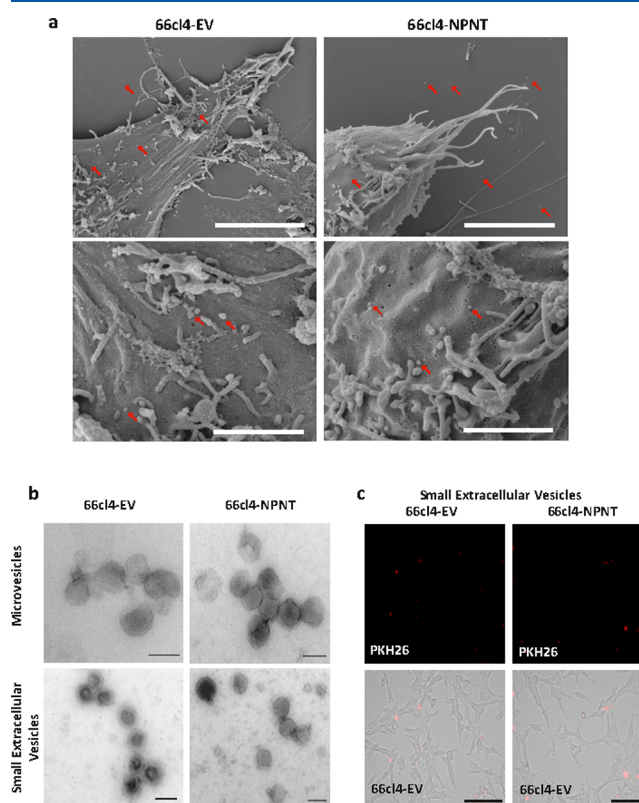 a
66cl4-EV 66cl4-NPNT
b
66cl4-EV 66cl4-NPNT
Microvesicles
Small Extracellular
Vesicles
c
Small Extracellular Vesicles
66cl4-EV 66cl4-NPNT
PKH26 PKH26
66cl4-EV 66cl4-EV